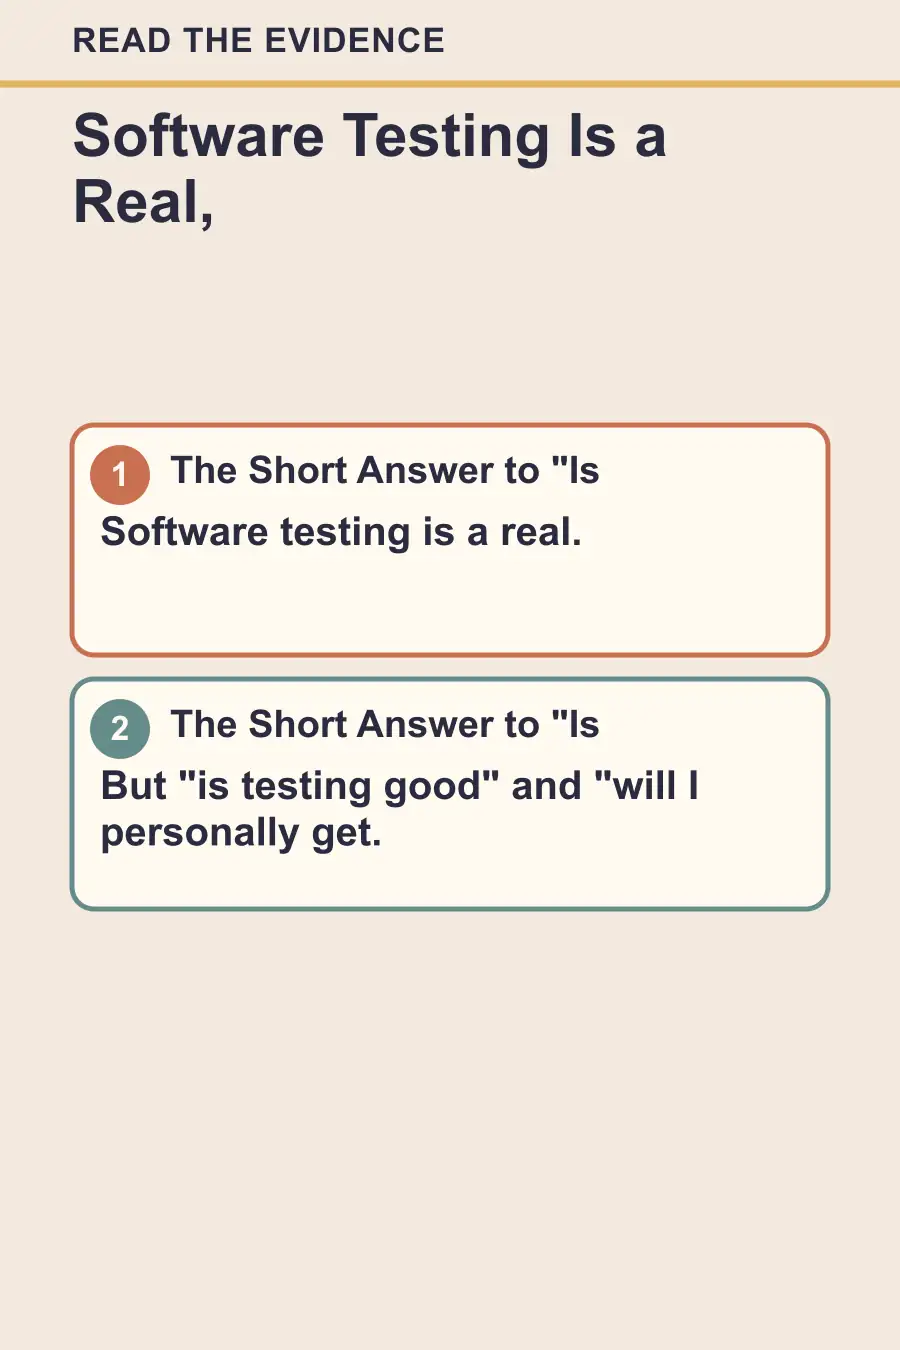 READ THE EVIDENCE
Software Testing Is a
Real,
1 The Short Answer to "Is
Software testing is a real.
2 The Short Answer to "Is
But "is testing good" and "will I
personally get.